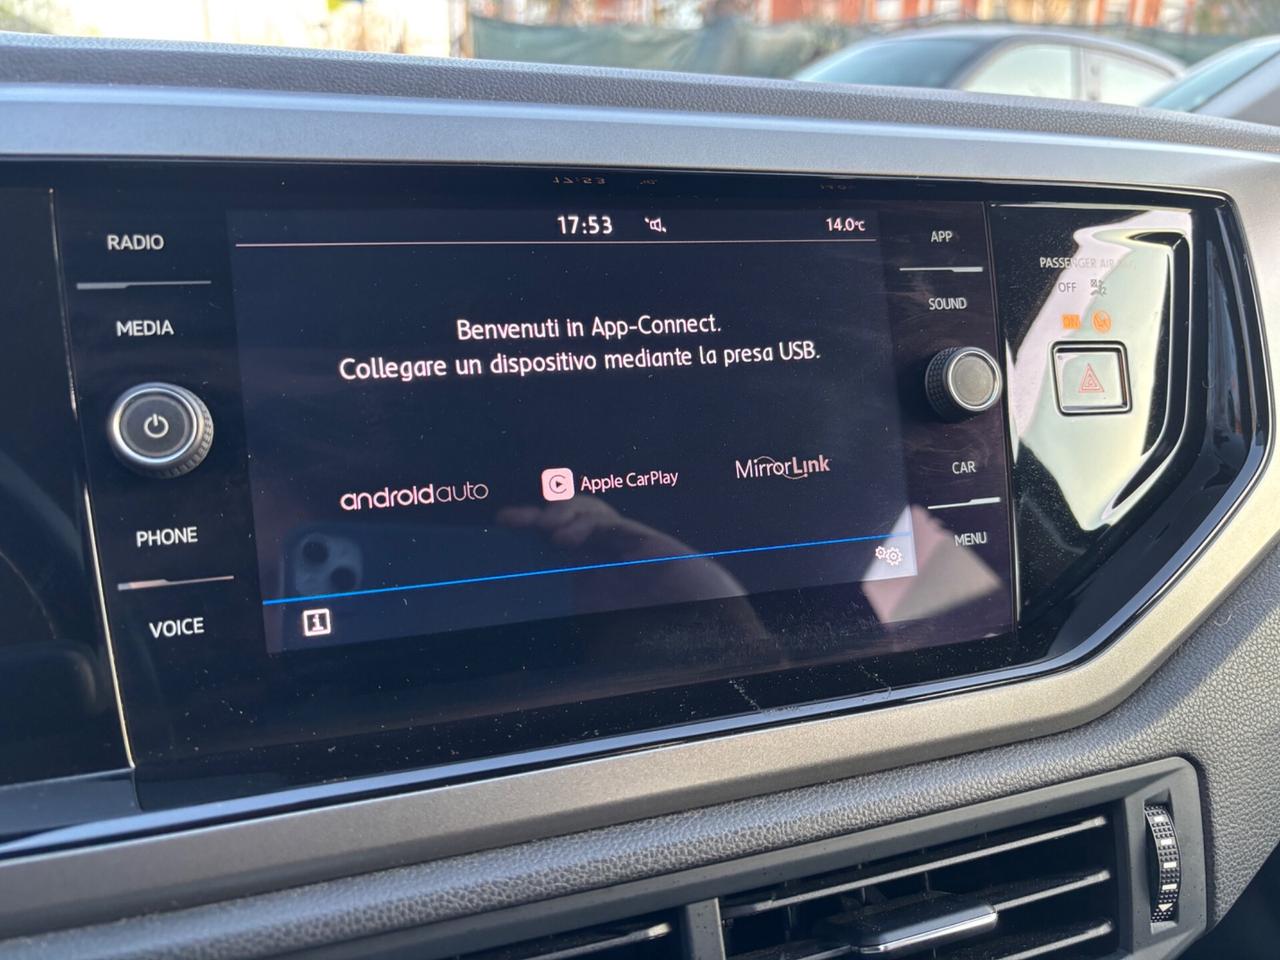 17:53
14.0°C
RADIO
MEDIA
PHONE
VOICE
Benvenuti in App-Connect.
Collegare un dispositivo mediante la presa USB.
androidauto
Apple CarPlay
MirrorLink
i
APP
SOUND
CAR
MENU
PASSENGER AIR
OFF
ON